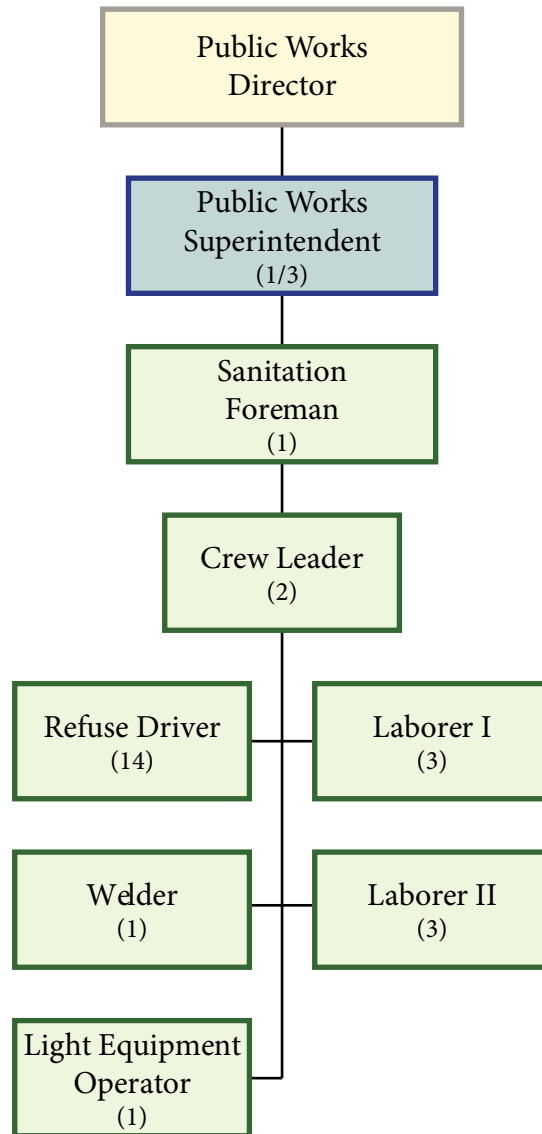 Public Works
Director
Public Works
Superintendent
(1/3)
Sanitation
Foreman
(1)
Crew Leader
(2)
Refuse Driver
(14)
Laborer I
(3)
Welder
(1)
Laborer II
(3)
Light Equipment
Operator
(1)